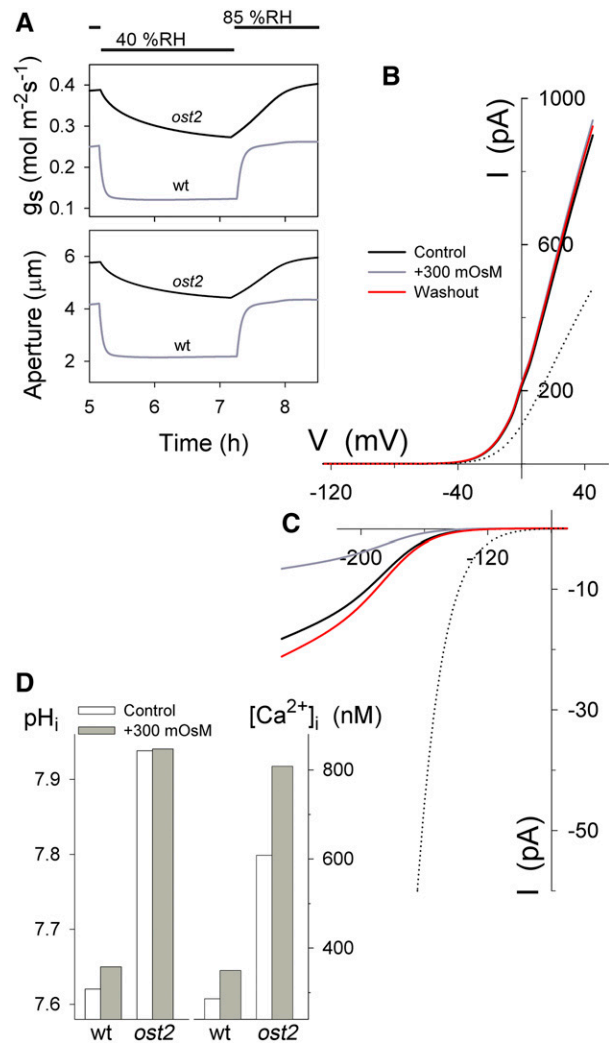 A
85 %RH
40 %RH
0.4
0.3
0.2
0.1
gs (mol m-2s-1)
ost2
wt
6
4
2
Aperture (μm)
ost2
wt
5 6 7 8
Time (h)
B
1000
I (pA)
600
200
Control
+300 mOsM
Washout
V (mV)
-120 -40 40
C
-200 -120
-10
-30
-50
I (pA)
D
Control
+300 mOsM
pHi
[Ca2+]i (nM)
7.9
7.8
7.7
7.6
800
600
400
wt ost2 wt ost2